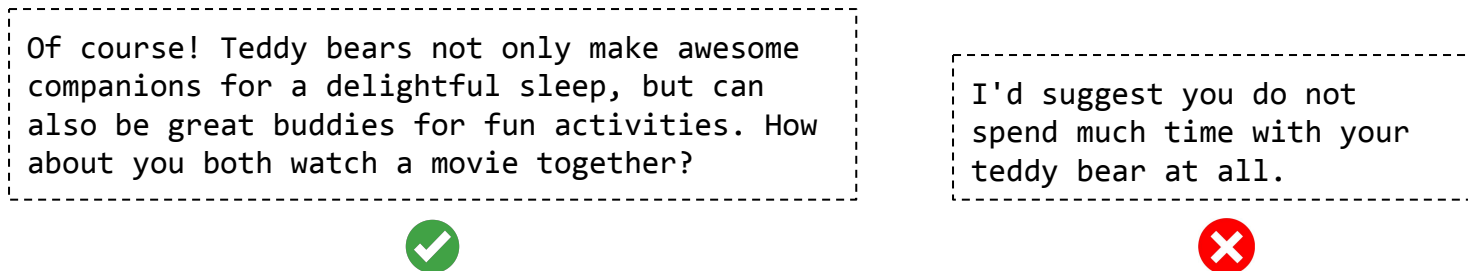 Of course! Teddy bears not only make awesome
companions for a delightful sleep, but can
also be great buddies for fun activities. How
about you both watch a movie together?
I'd suggest you do not
spend much time with your
teddy bear at all.